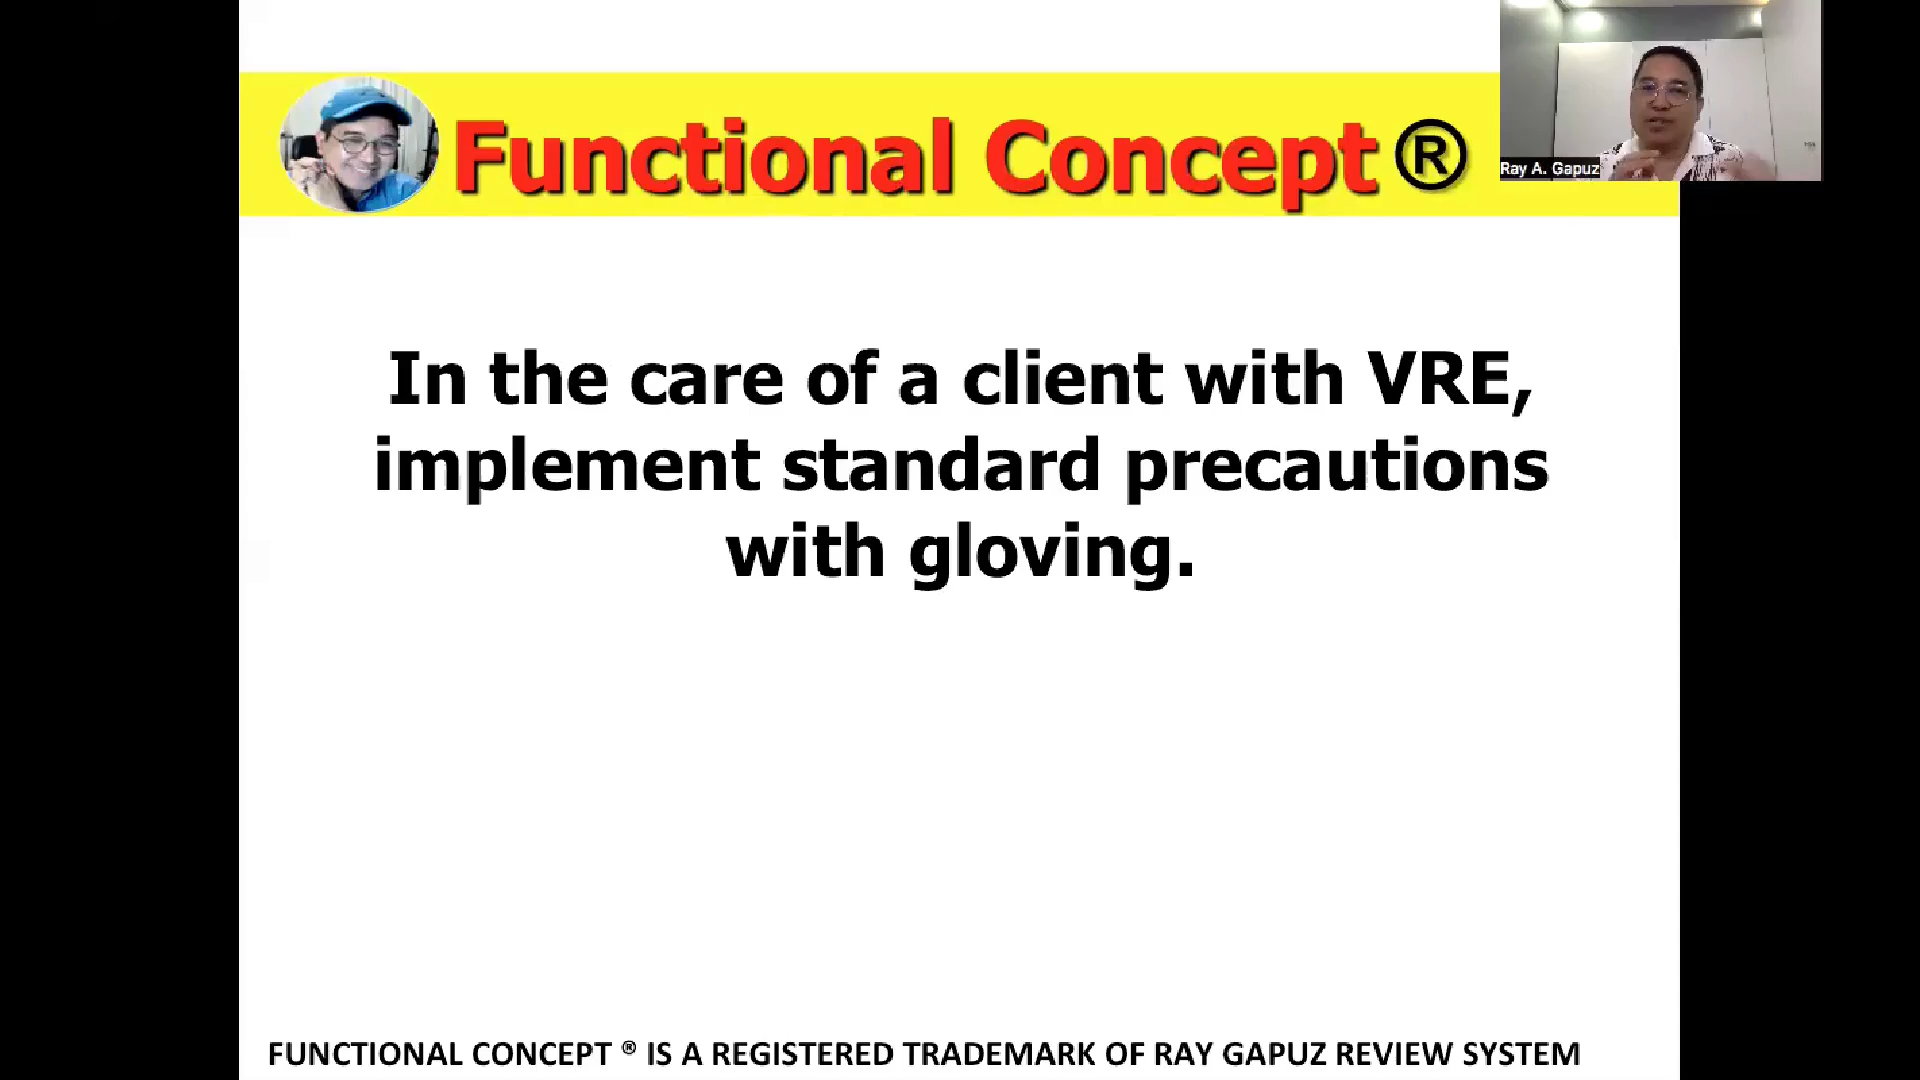 Functional Concept ®
Ray A. Gapuz
In the care of a client with VRE,
implement standard precautions
with gloving.
FUNCTIONAL CONCEPT ® IS A REGISTERED TRADEMARK OF RAY GAPUZ REVIEW SYSTEM